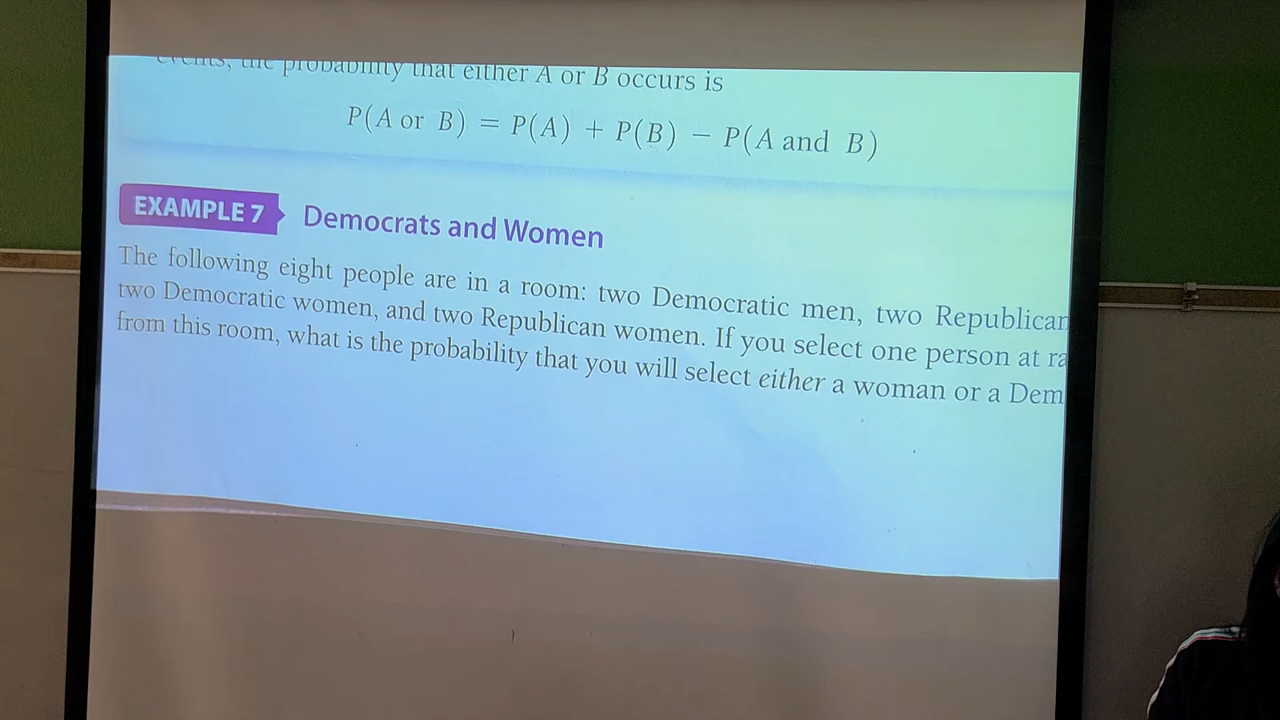 events, the probability that either A or B occurs is
P(A or B) = P(A) + P(B) − P(A and B)
EXAMPLE 7 Democrats and Women
The following eight people are in a room: two Democratic men, two Republican
two Democratic women, and two Republican women. If you select one person at ra
from this room, what is the probability that you will select either a woman or a Dem